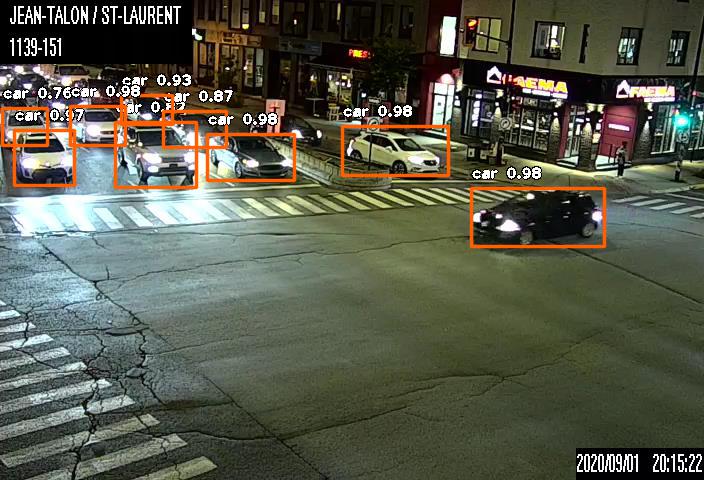 JEAN-TALON / ST-LAURENT
1139-151
car 0.93
car 0.76
car 0.98
car 0.87
car 0.97
car 0.98
car 0.98
FAEMA
FAEMA
car 0.98
2020/09/01 20:15:22